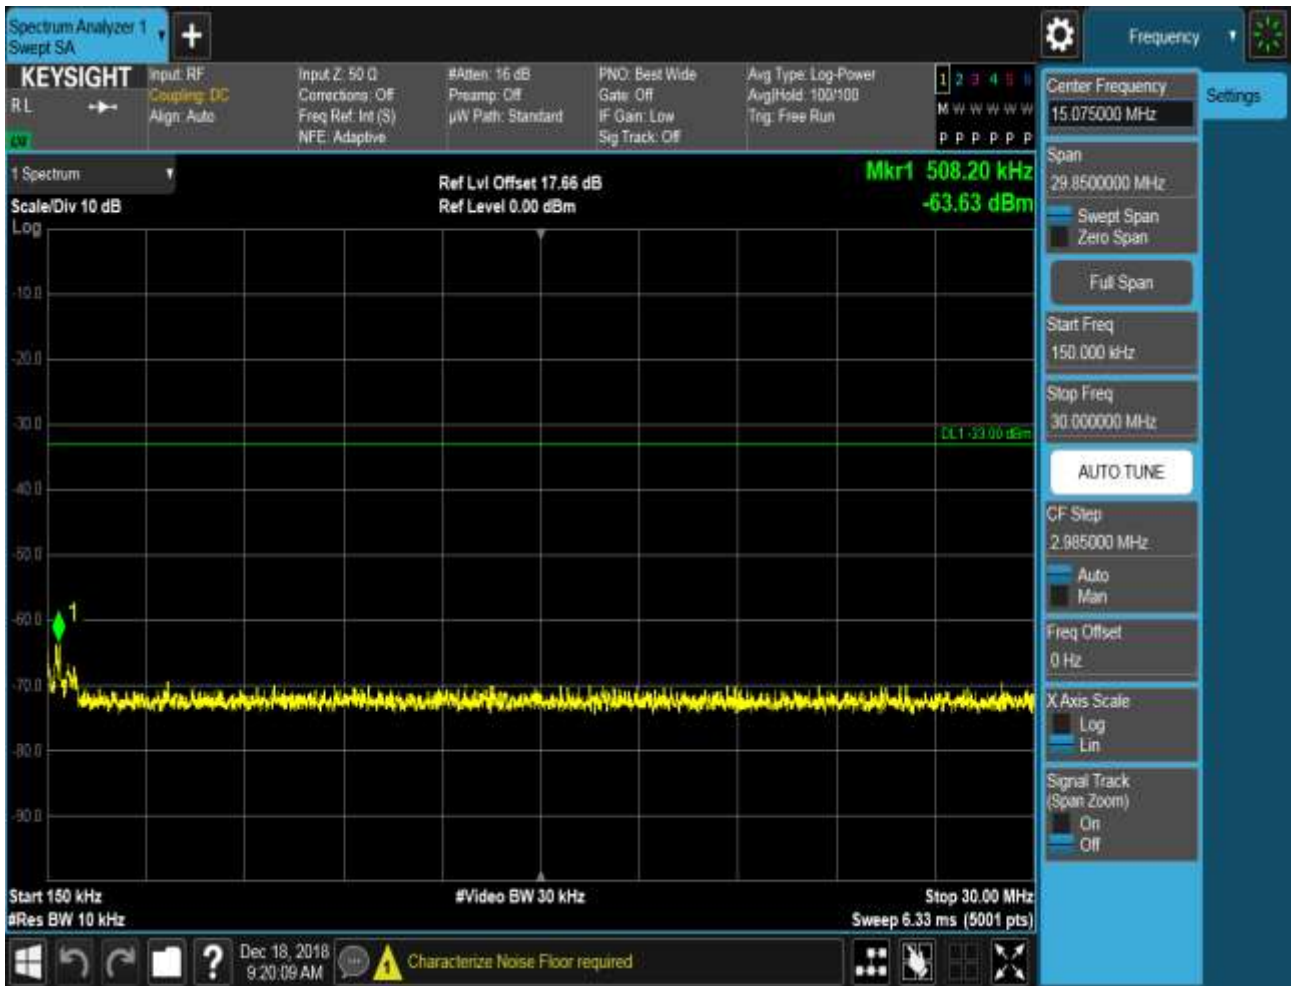 Spectrum Analyzer 1
Swept SA
Frequency
KEYSIGHT
RL
Input: RF
Coupling: DC
Align: Auto
Input Z: 50 Ω
Corrections: Off
Freq Ref: Int (S)
NFE: Adaptive
#Atten: 16 dB
Preamp: Off
µW Path: Standard
PNO: Best Wide
Gate: Off
IF Gain: Low
Sig Track: Off
Avg Type: Log-Power
Avg|Hold: 100/100
Trig: Free Run
1 2 3 4 5 6
M W W W W W
P P P P P P
1 Spectrum
Scale/Div 10 dB
Log
Ref Lvl Offset 17.66 dB
Ref Level 0.00 dBm
Mkr1 508.20 kHz
-63.63 dBm
-10.0
-20.0
-30.0
DL1 -33.00 dBm
-40.0
-50.0
-60.0
1
-70.0
-80.0
-90.0
Start 150 kHz
#Res BW 10 kHz
#Video BW 30 kHz
Stop 30.00 MHz
Sweep 6.33 ms (5001 pts)
Center Frequency
15.075000 MHz
Settings
Span
29.8500000 MHz
Swept Span
Zero Span
Full Span
Start Freq
150.000 kHz
Stop Freq
30.000000 MHz
AUTO TUNE
CF Step
2.985000 MHz
Auto
Man
Freq Offset
0 Hz
X Axis Scale
Log
Lin
Signal Track
(Span Zoom)
On
Off
?
Dec 18, 2018
9:20:09 AM
Characterize Noise Floor required